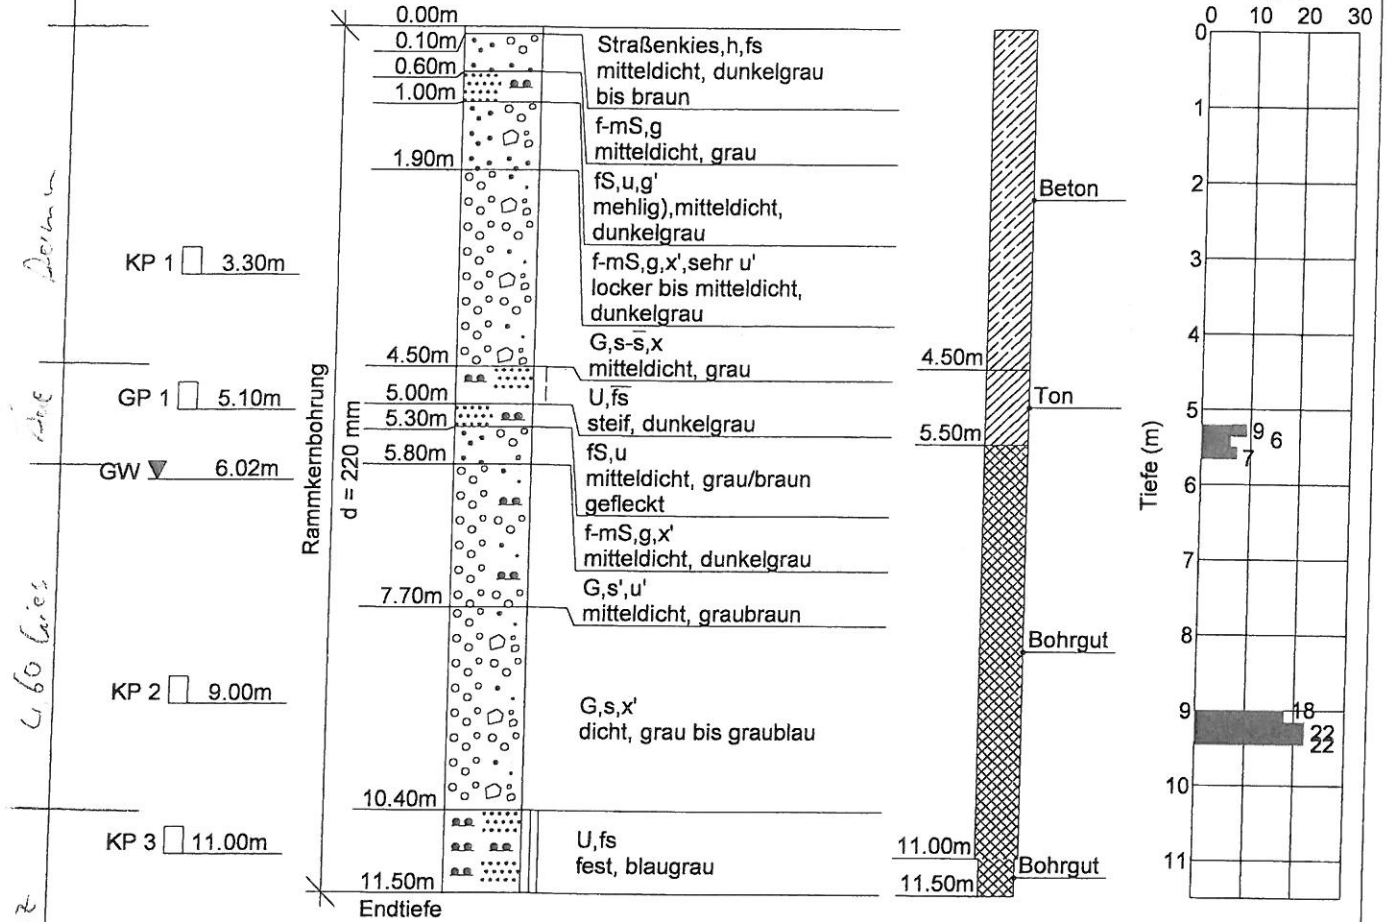 0.00m
0.10m
0.60m
1.00m
1.90m
4.50m
5.00m
5.30m
5.80m
7.70m
10.40m
11.50m
Endtiefe
KP 1 3.30m
GP 1 5.10m
GW 6.02m
KP 2 9.00m
KP 3 11.00m
Rammkernbohrung
d = 220 mm
Straßenkies,h,fs
mitteldicht, dunkelgrau
bis braun
f-mS,g
mitteldicht, grau
fS,u,g'
mehlig),mitteldicht,
dunkelgrau
f-mS,g,x',sehr u'
locker bis mitteldicht,
dunkelgrau
G,s-s̅,x
mitteldicht, grau
U,f̅s̅
steif, dunkelgrau
fS,u
mitteldicht, grau/braun
gefleckt
f-mS,g,x'
mitteldicht, dunkelgrau
G,s',u'
mitteldicht, graubraun
G,s,x'
dicht, grau bis graublau
U,fs
fest, blaugrau
Beton
4.50m
Ton
5.50m
Bohrgut
11.00m
Bohrgut
11.50m
0 10 20 30
Tiefe (m)
0
1
2
3
4
5
6
7
8
9
10
11
9
6
7
18
22
22